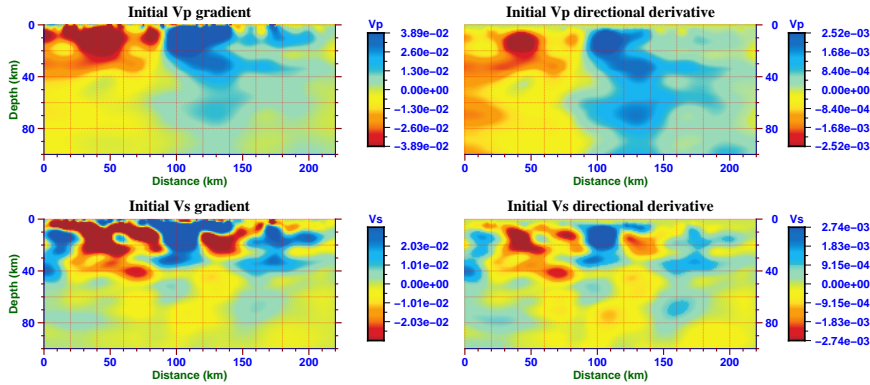 Initial Vp gradient
0
40
80
Depth (km)
0 50 100 150 200
Distance (km)
Vp
3.89e−02
2.60e−02
1.30e−02
0.00e+00
−1.30e−02
−2.60e−02
−3.89e−02
Initial Vp directional derivative
0
40
80
0 50 100 150 200
Distance (km)
Vp
2.52e−03
1.68e−03
8.40e−04
0.00e+00
−8.40e−04
−1.68e−03
−2.52e−03
Initial Vs gradient
0
40
80
Depth (km)
0 50 100 150 200
Distance (km)
Vs
2.03e−02
1.01e−02
0.00e+00
−1.01e−02
−2.03e−02
Initial Vs directional derivative
0
40
80
0 50 100 150 200
Distance (km)
Vs
2.74e−03
1.83e−03
9.15e−04
0.00e+00
−9.15e−04
−1.83e−03
−2.74e−03